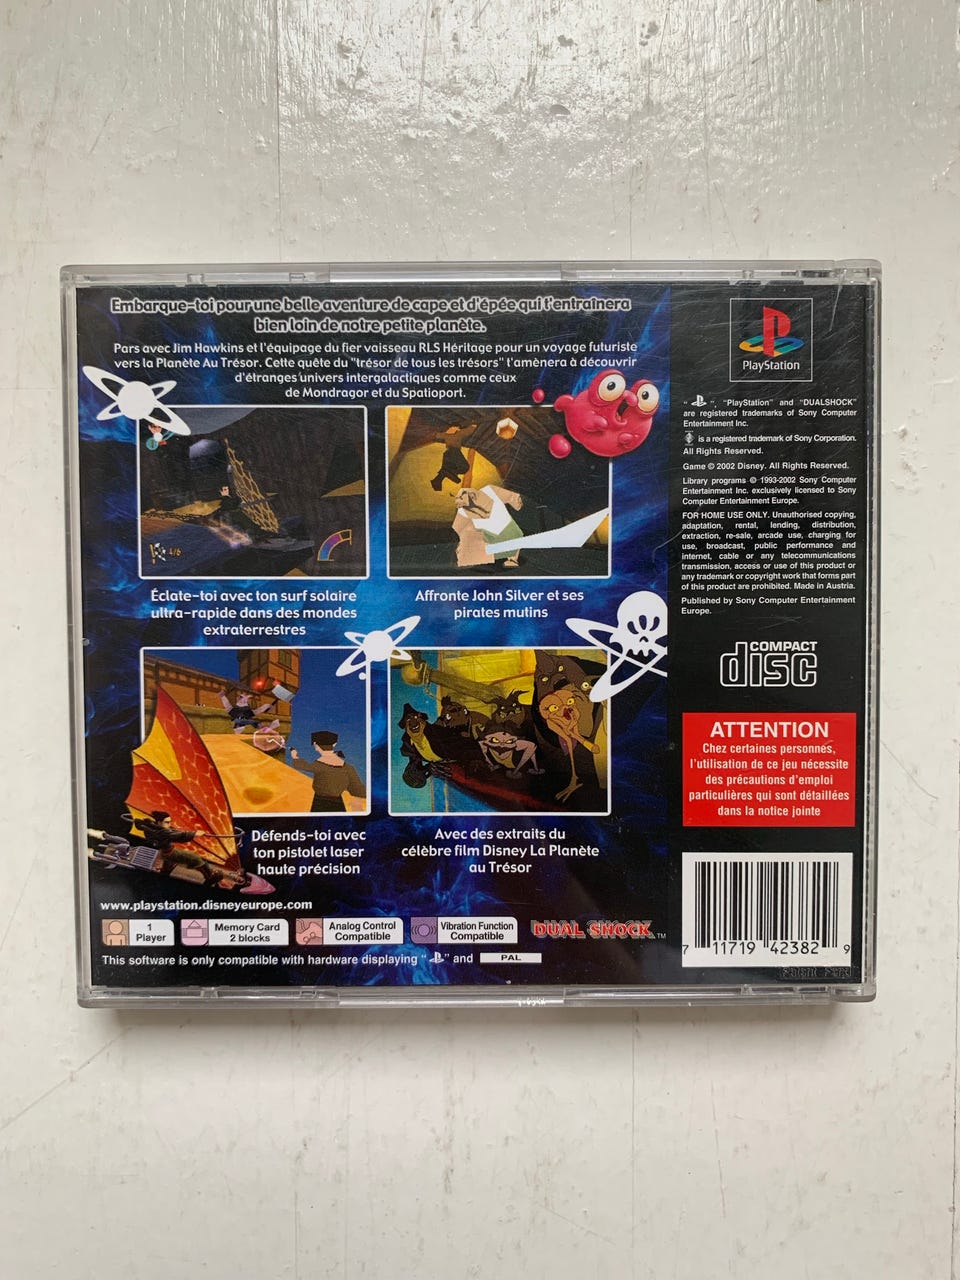 Embarque-toi pour une belle aventure de cape et d'épée qui t'entraînera
bien loin de notre petite planète.
Pars avec Jim Hawkins et l'équipage du fier vaisseau RLS Héritage pour un voyage futuriste
vers la Planète Au Trésor. Cette quête du "trésor de tous les trésors" t'amènera à découvrir
d'étranges univers intergalactiques comme ceux
de Mondragor et du Spatioport.
4/6
Éclate-toi avec ton surf solaire
ultra-rapide dans des mondes
extraterrestres
Affronte John Silver et ses
pirates mutins
Défends-toi avec
ton pistolet laser
haute précision
Avec des extraits du
célèbre film Disney La Planète
au Trésor
www.playstation.disneyeurope.com
1
Player
Memory Card
2 blocks
Analog Control
Compatible
Vibration Function
Compatible
DUAL SHOCK™
This software is only compatible with hardware displaying " " and PAL
PlayStation
" ", "PlayStation" and "DUALSHOCK"
are registered trademarks of Sony Computer
Entertainment Inc.
is a registered trademark of Sony Corporation.
All Rights Reserved.
Game © 2002 Disney. All Rights Reserved.
Library programs © 1993-2002 Sony Computer
Entertainment Inc. exclusively licensed to Sony
Computer Entertainment Europe.
FOR HOME USE ONLY. Unauthorised copying,
adaptation, rental, lending, distribution,
extraction, re-sale, arcade use, charging for
use, broadcast, public performance and
internet, cable or any telecommunications
transmission, access or use of this product or
any trademark or copyright work that forms part
of this product are prohibited. Made in Austria.
Published by Sony Computer Entertainment
Europe.
COMPACT
disc
ATTENTION
Chez certaines personnes,
l'utilisation de ce jeu nécessite
des précautions d'emploi
particulières qui sont détaillées
dans la notice jointe
7 11719 42382 9